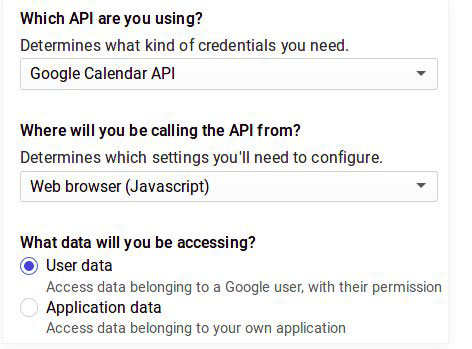 Which API are you using?
Determines what kind of credentials you need.
Google Calendar API
Where will you be calling the API from?
Determines which settings you'll need to configure.
Web browser (Javascript)
What data will you be accessing?
User data
Access data belonging to a Google user, with their permission
Application data
Access data belonging to your own application